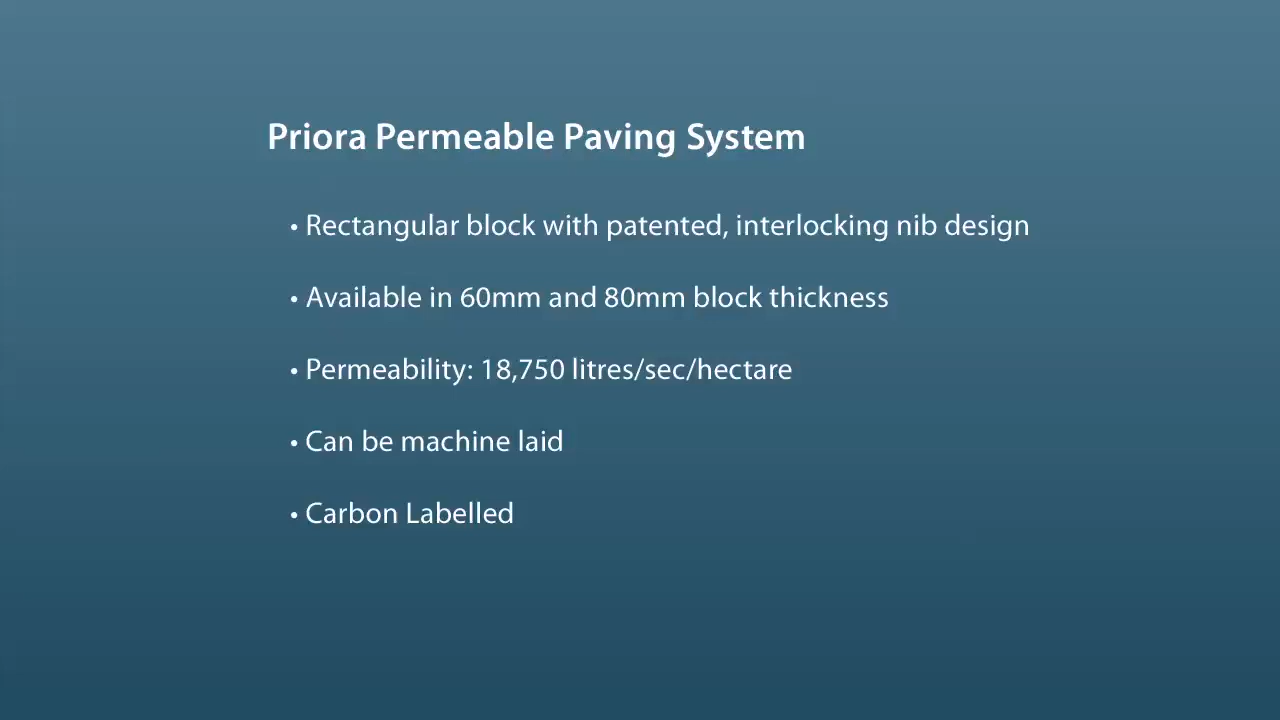 Priora Permeable Paving System
• Rectangular block with patented, interlocking nib design
• Available in 60mm and 80mm block thickness
• Permeability: 18,750 litres/sec/hectare
• Can be machine laid
• Carbon Labelled